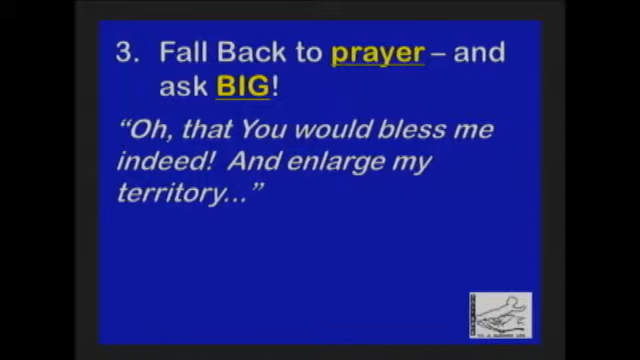 3. Fall Back to prayer – and
ask BIG!
“Oh, that You would bless me
indeed! And enlarge my
territory...”